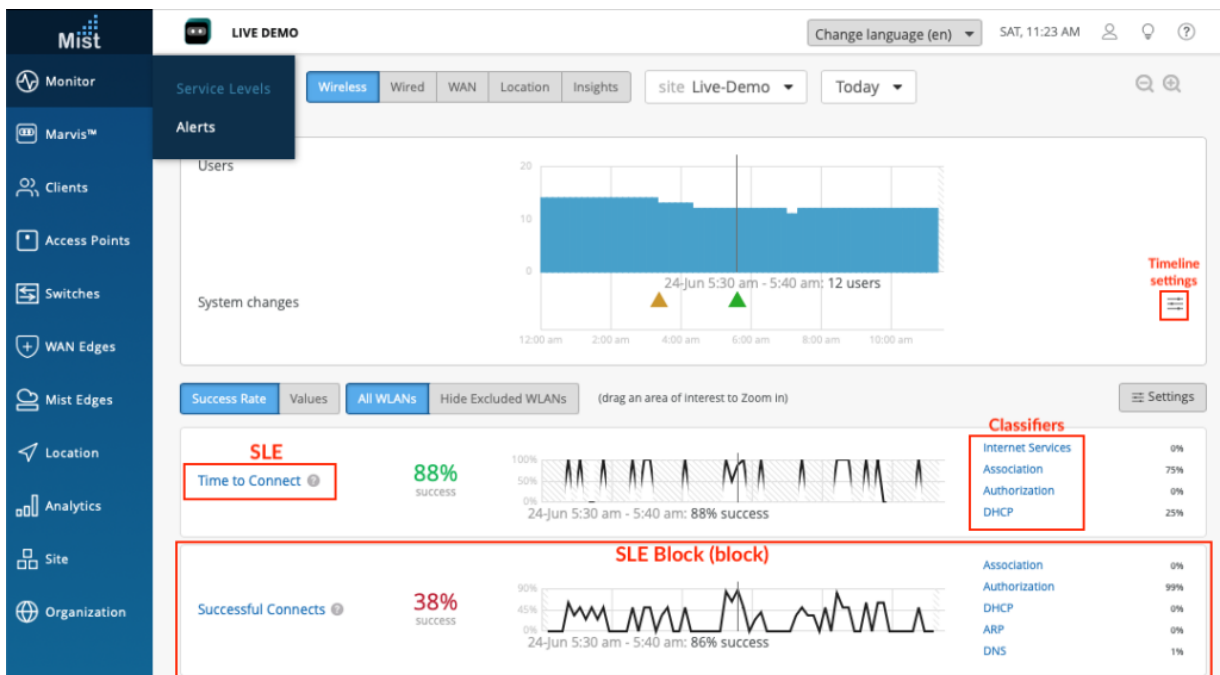 Mist
LIVE DEMO
Change language (en)
SAT, 11:23 AM
Monitor
Marvis™
Clients
Access Points
Switches
WAN Edges
Mist Edges
Location
Analytics
Site
Organization
Service Levels
Alerts
Wireless Wired WAN Location Insights
site Live-Demo
Today
Users
20
10
0
24-Jun 5:30 am - 5:40 am: 12 users
Timeline
settings
System changes
12:00 am 2:00 am 4:00 am 6:00 am 8:00 am 10:00 am
Success Rate Values All WLANs Hide Excluded WLANs (drag an area of interest to Zoom in) Settings
SLE
Time to Connect ?
88%
success
100%
50%
0%
24-Jun 5:30 am - 5:40 am: 88% success
Classifiers
Internet Services 0%
Association 75%
Authorization 0%
DHCP 25%
SLE Block (block)
Successful Connects ?
38%
success
90%
45%
0%
24-Jun 5:30 am - 5:40 am: 86% success
Association 0%
Authorization 99%
DHCP 0%
ARP 0%
DNS 1%